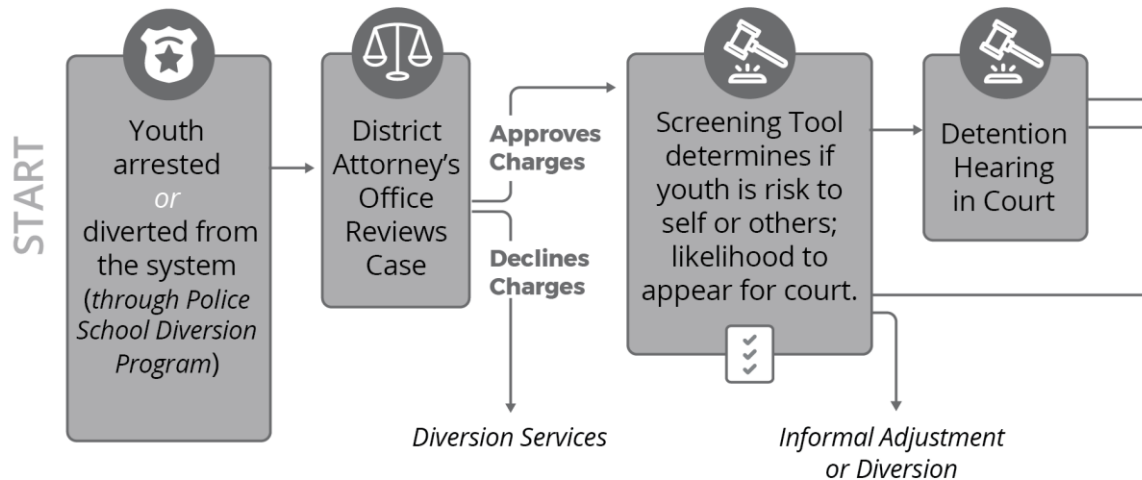 START
Youth
arrested
or
diverted from
the system
(through Police
School Diversion
Program)
District
Attorney's
Office
Reviews
Case
Approves
Charges
Declines
Charges
Diversion Services
Screening Tool
determines if
youth is risk to
self or others;
likelihood to
appear for court.
Informal Adjustment
or Diversion
Detention
Hearing
in Court